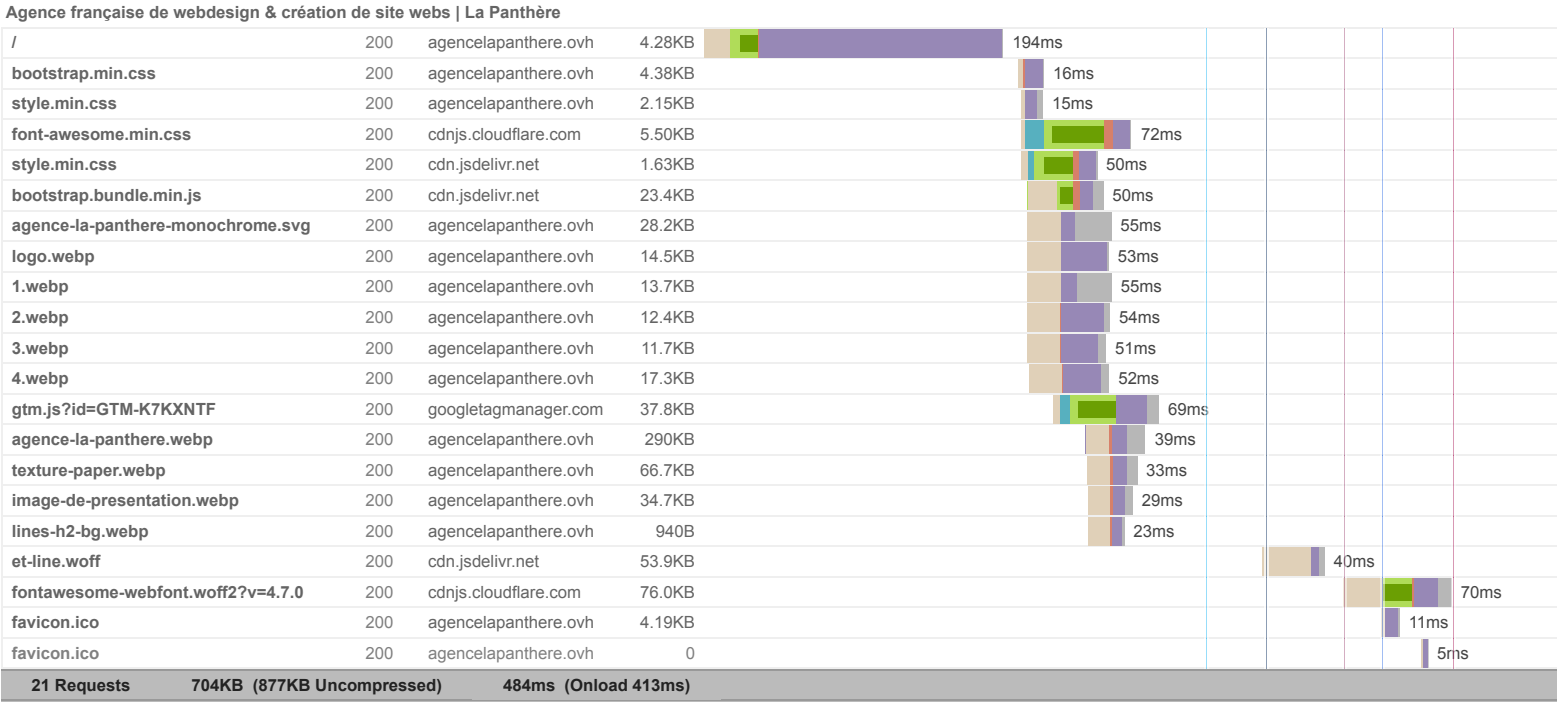 Agence française de webdesign & création de site webs | La Panthère
/ 200 agencelapanthere.ovh 4.28KB 194ms
bootstrap.min.css 200 agencelapanthere.ovh 4.38KB 16ms
style.min.css 200 agencelapanthere.ovh 2.15KB 15ms
font-awesome.min.css 200 cdnjs.cloudflare.com 5.50KB 72ms
style.min.css 200 cdn.jsdelivr.net 1.63KB 50ms
bootstrap.bundle.min.js 200 cdn.jsdelivr.net 23.4KB 50ms
agence-la-panthere-monochrome.svg 200 agencelapanthere.ovh 28.2KB 55ms
logo.webp 200 agencelapanthere.ovh 14.5KB 53ms
1.webp 200 agencelapanthere.ovh 13.7KB 55ms
2.webp 200 agencelapanthere.ovh 12.4KB 54ms
3.webp 200 agencelapanthere.ovh 11.7KB 51ms
4.webp 200 agencelapanthere.ovh 17.3KB 52ms
gtm.js?id=GTM-K7KXNTF 200 googletagmanager.com 37.8KB 69ms
agence-la-panthere.webp 200 agencelapanthere.ovh 290KB 39ms
texture-paper.webp 200 agencelapanthere.ovh 66.7KB 33ms
image-de-presentation.webp 200 agencelapanthere.ovh 34.7KB 29ms
lines-h2-bg.webp 200 agencelapanthere.ovh 940B 23ms
et-line.woff 200 cdn.jsdelivr.net 53.9KB 40ms
fontawesome-webfont.woff2?v=4.7.0 200 cdnjs.cloudflare.com 76.0KB 70ms
favicon.ico 200 agencelapanthere.ovh 4.19KB 11ms
favicon.ico 200 agencelapanthere.ovh 0 5ms
21 Requests 704KB (877KB Uncompressed) 484ms (Onload 413ms)